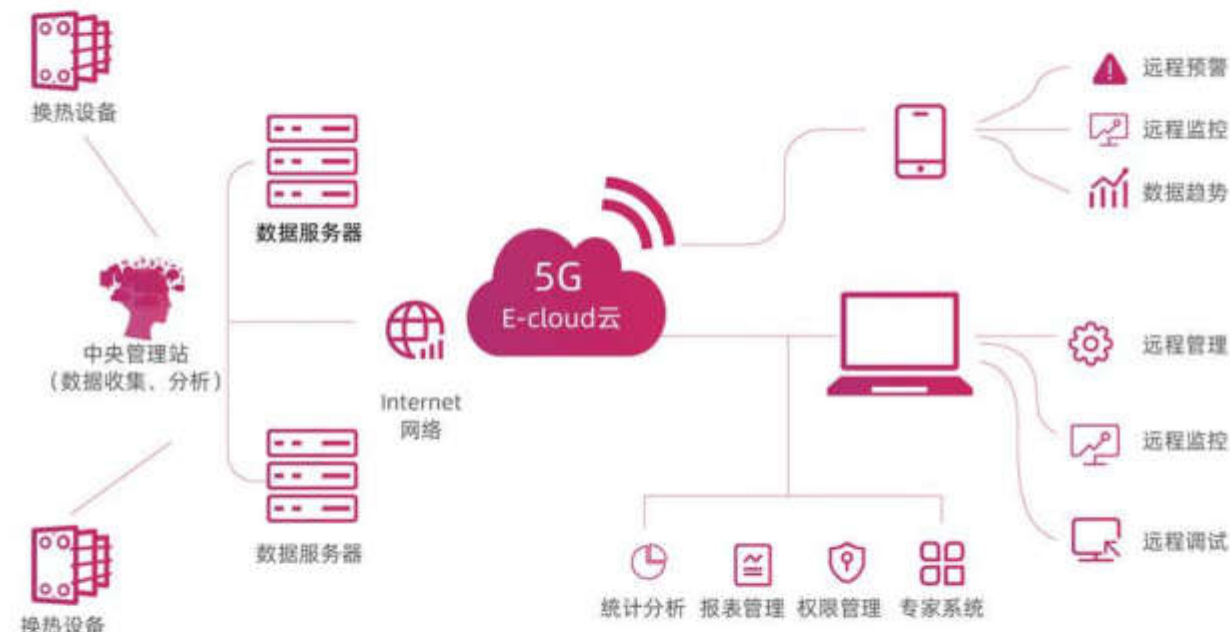 换热设备
数据服务器
中央管理站
（数据收集、分析）
Internet
网络
数据服务器
换热设备
5G
E-cloud云
远程预警
远程监控
数据趋势
远程管理
远程监控
远程调试
统计分析 报表管理 权限管理 专家系统